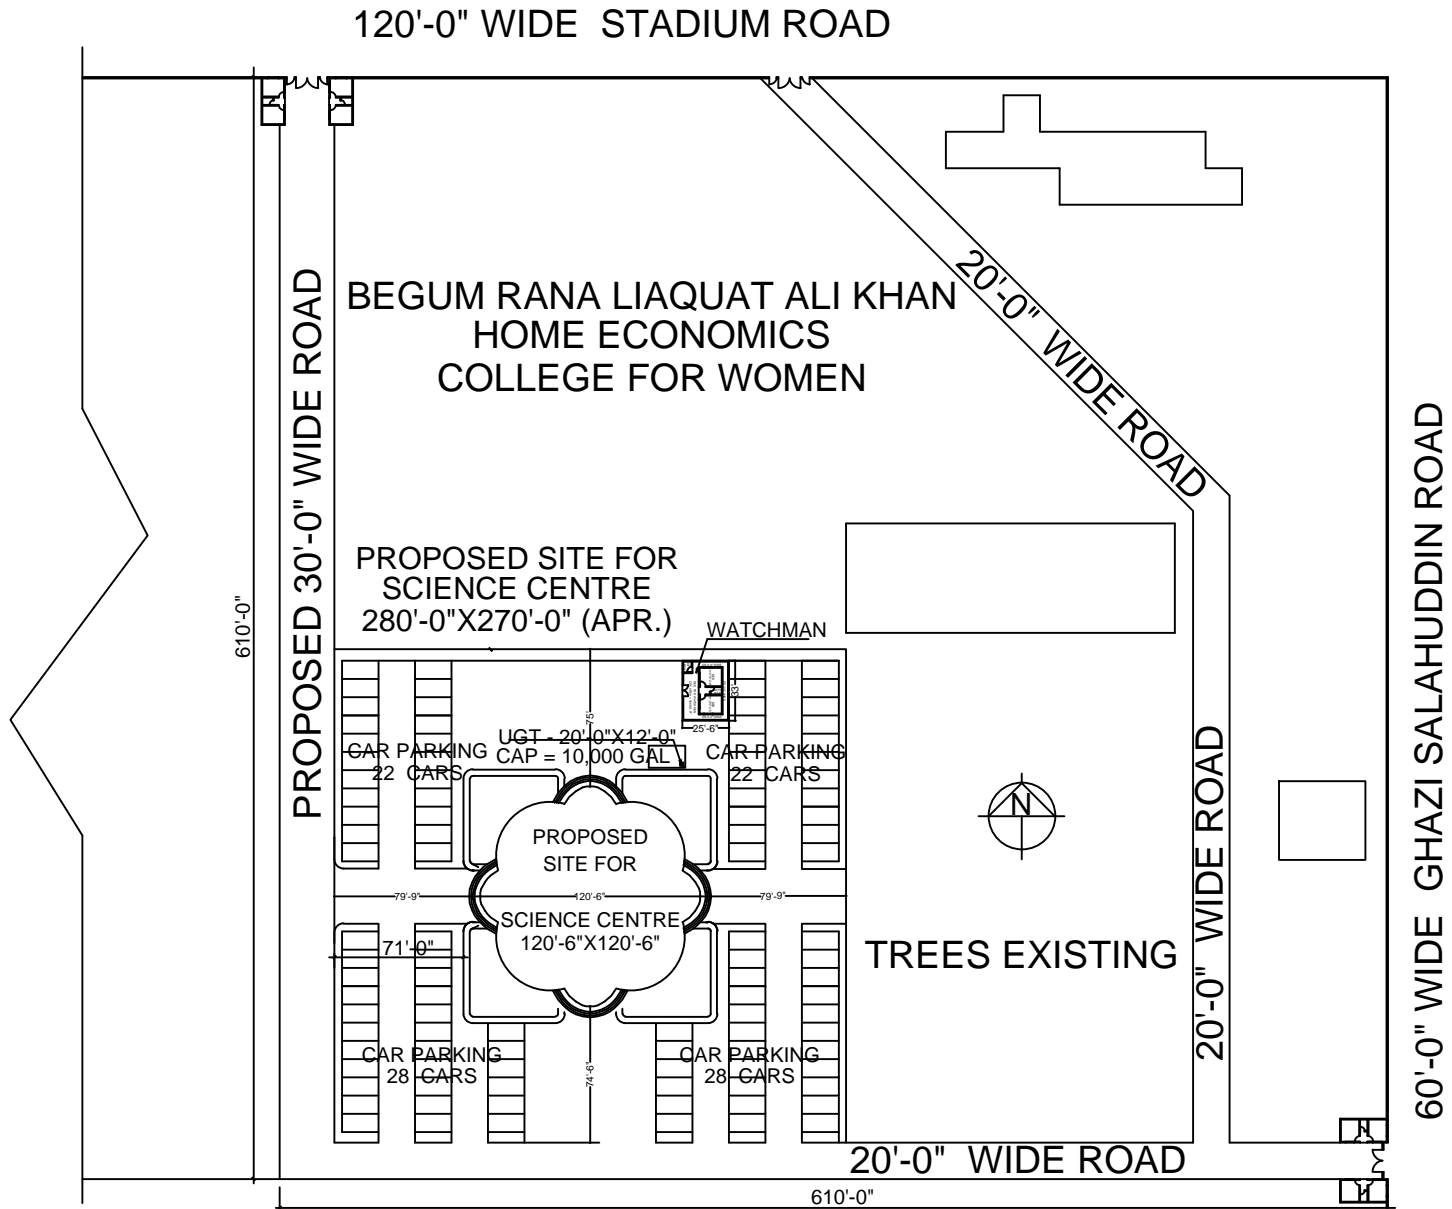 120'-0" WIDE STADIUM ROAD
BEGUM RANA LIAQUAT ALI KHAN
HOME ECONOMICS
COLLEGE FOR WOMEN
20'-0" WIDE ROAD
PROPOSED 30'-0" WIDE ROAD
610'-0"
PROPOSED SITE FOR
SCIENCE CENTRE
280'-0"X270'-0" (APR.)
WATCHMAN
33'
25'-6"
75'
UGT - 20'-0"X12'-0"
CAP = 10,000 GAL
CAR PARKING
22 CARS
CAR PARKING
22 CARS
PROPOSED
SITE FOR
SCIENCE CENTRE
120'-6"X120'-6"
79'-9"
120'-6"
79'-9"
71'-0"
74'-6"
CAR PARKING
28 CARS
CAR PARKING
28 CARS
N
TREES EXISTING
20'-0" WIDE ROAD
60'-0" WIDE GHAZI SALAHUDDIN ROAD
20'-0" WIDE ROAD
610'-0"